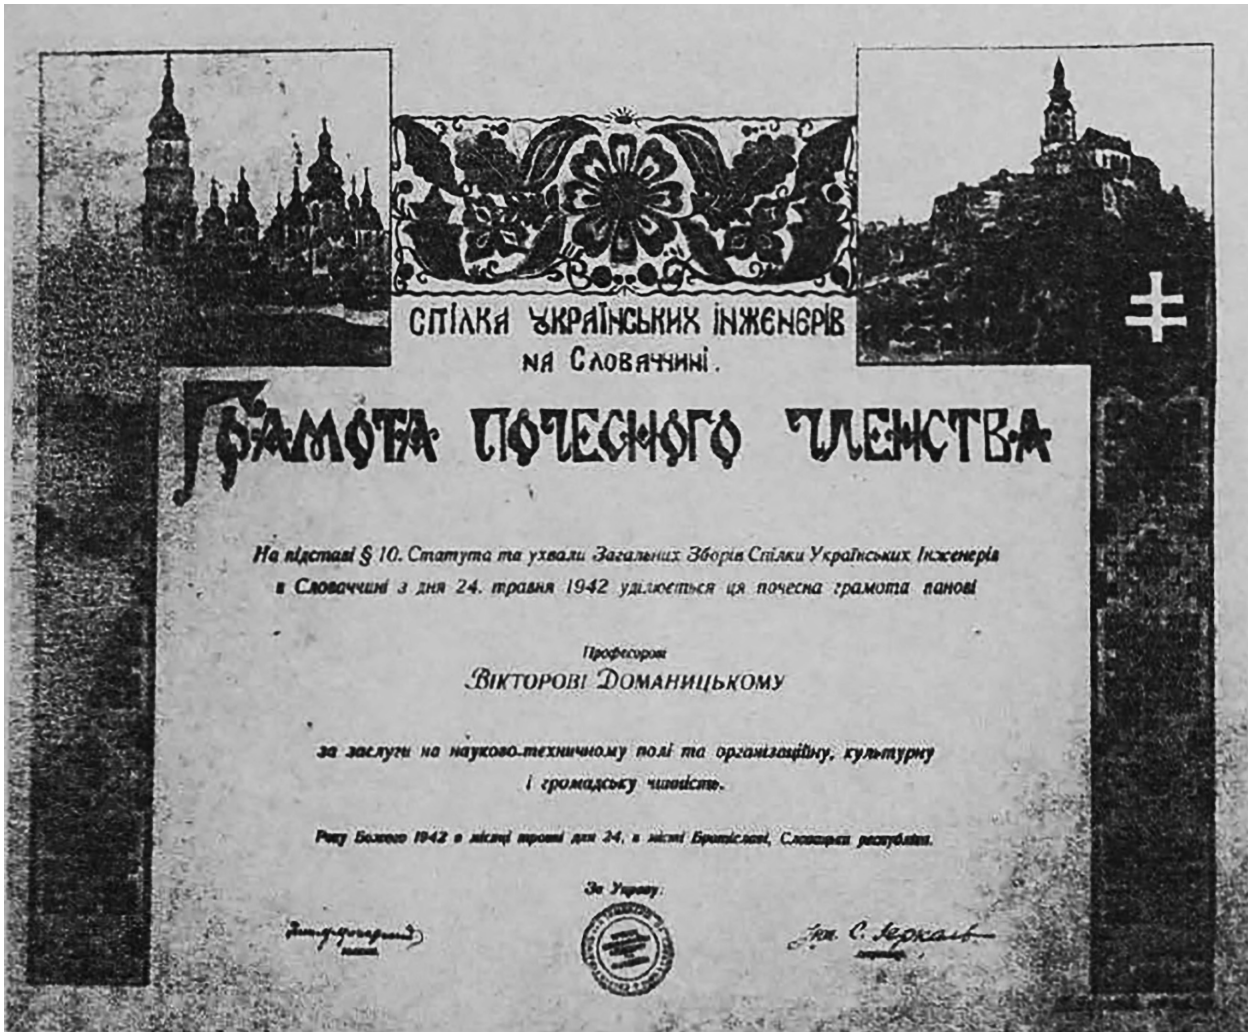 СПІЛКА УКРАЇНСЬКИХ ІНЖЕНЕРІВ
НА СЛОВАЧЧИНІ.
ГРАМОТА ПОЧЕСНОГО ЧЛЕНСТВА
На підставі § 10. Статута та ухвали Загальних Зборів Спілки Українських Інженерів
в Словаччині з дня 24. травня 1942 уділюється ця почесна грамота панові
Професорові
ВІКТОРОВІ ДОМАНИЦЬКОМУ
за заслуги на науково-техничному полі та організаційну, культурну
і громадську чинність.
Року Божого 1942 в місяці травні дня 24, в місті Братіславі, Словацька республіка.
За Управу:
Інж. С.